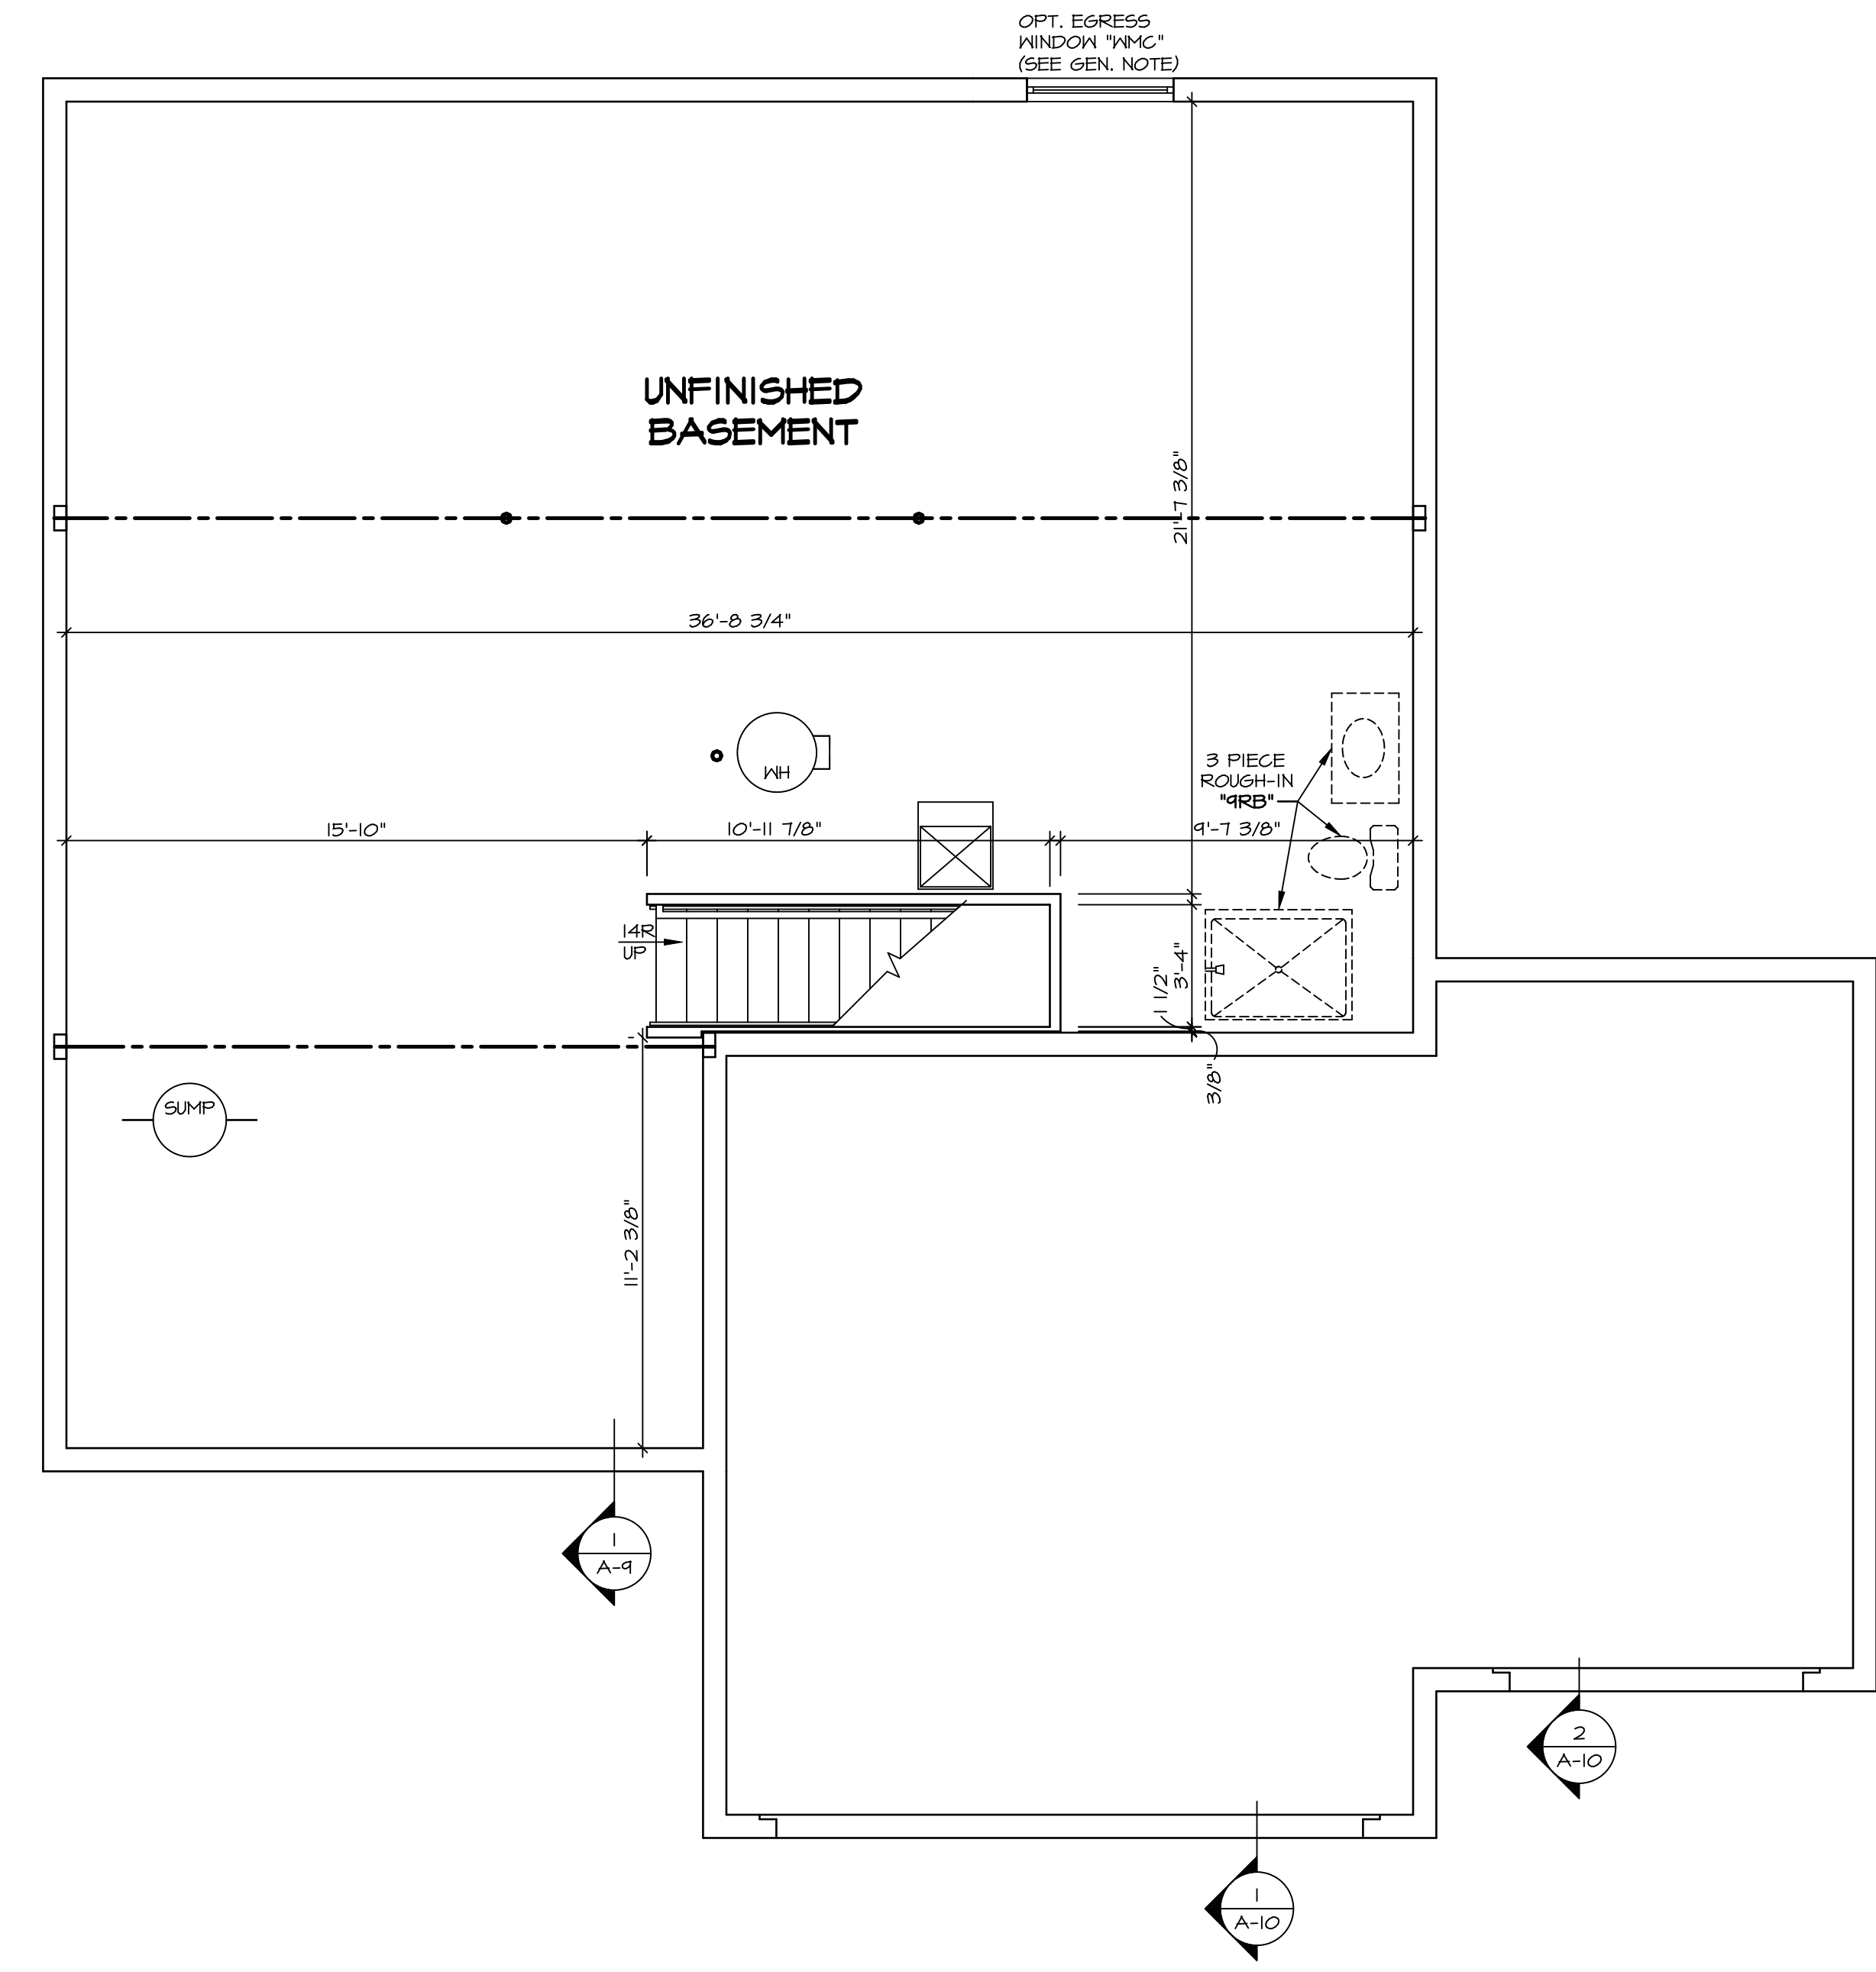 OPT. EGRESS
WINDOW "WMC"
(SEE GEN. NOTE)
UNFINISHED
BASEMENT
21'-7 3/8"
36'-8 3/4"
WH
3 PIECE
ROUGH-IN
"9RB"
15'-10"
10'-11 7/8"
9'-7 3/8"
14R
UP
3'-4"
1 1/2"
3/8"
SUMP
11'-2 3/8"
1
A-9
2
A-10
1
A-10